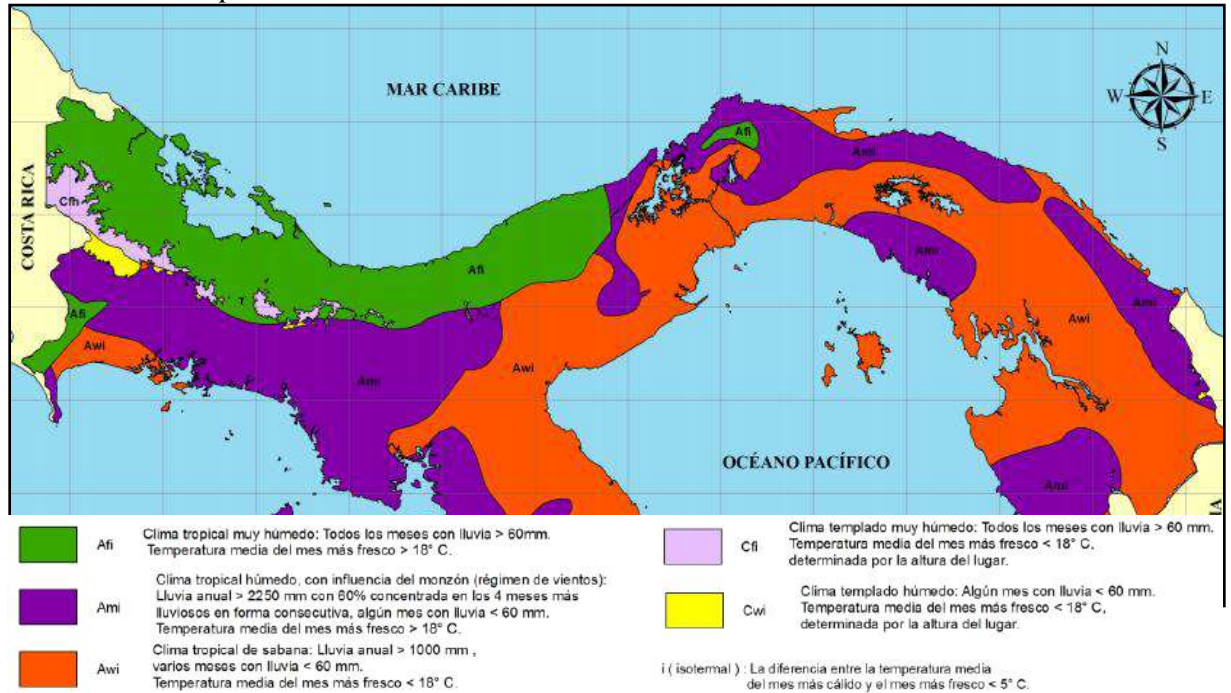 MAR CARIBE
N
W
E
S
COSTA RICA
Cfh
Afi
Ami
Afi
Ami
Ami
Afi
Awi
Awi
Awi
Ami
OCÉANO PACÍFICO
Ami
Afi
Clima tropical muy húmedo: Todos los meses con lluvia > 60mm.
Temperatura media del mes más fresco > 18° C.
Ami
Clima tropical húmedo, con influencia del monzón (régimen de vientos):
Lluvia anual > 2250 mm con 60% concentrada en los 4 meses más
lluviosos en forma consecutiva, algún mes con lluvia < 60 mm.
Temperatura media del mes más fresco > 18° C.
Awi
Clima tropical de sabana: Lluvia anual > 1000 mm ,
varios meses con lluvia < 60 mm.
Temperatura media del mes más fresco < 18° C.
Cfi
Clima templado muy húmedo: Todos los meses con lluvia > 60 mm.
Temperatura media del mes más fresco < 18° C,
determinada por la altura del lugar.
Cwi
Clima templado húmedo: Algún mes con lluvia < 60 mm.
Temperatura media del mes más fresco < 18° C,
determinada por la altura del lugar.
i ( isotermal ) : La diferencia entre la temperatura media
del mes más cálido y el mes más fresco < 5° C.